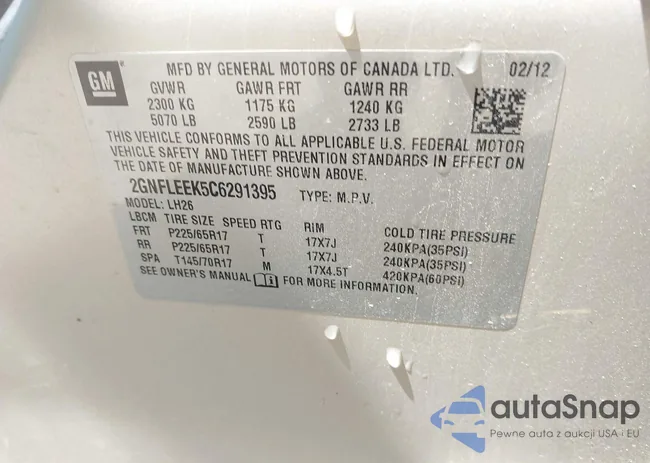 GM
MFD BY GENERAL MOTORS OF CANADA LTD. 02/12
GVWR GAWR FRT GAWR RR
2300 KG 1175 KG 1240 KG
5070 LB 2590 LB 2733 LB
THIS VEHICLE CONFORMS TO ALL APPLICABLE U.S. FEDERAL MOTOR
VEHICLE SAFETY AND THEFT PREVENTION STANDARDS IN EFFECT ON
THE DATE OF MANUFACTURE SHOWN ABOVE.
2GNFLEEK5C6291395 TYPE: M.P.V.
MODEL: LH26
LBCM TIRE SIZE SPEED RTG RIM COLD TIRE PRESSURE
FRT P225/65R17 T 17X7J 240KPA(35PSI)
RR P225/65R17 T 17X7J 240KPA(35PSI)
SPA T145/70R17 M 17X4.5T 420KPA(60PSI)
SEE OWNER'S MANUAL FOR MORE INFORMATION.
autaSnap
Pewne auta z aukcji USA i EU